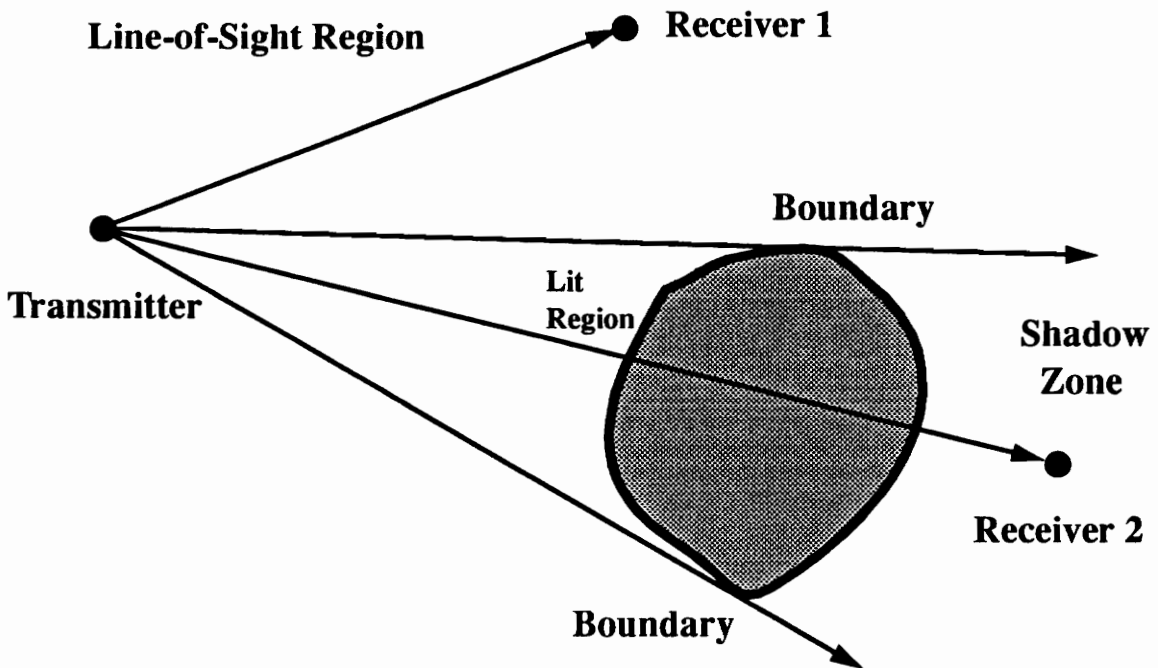 Line-of-Sight Region
Receiver 1
Boundary
Transmitter
Lit
Region
Shadow
Zone
Receiver 2
Boundary